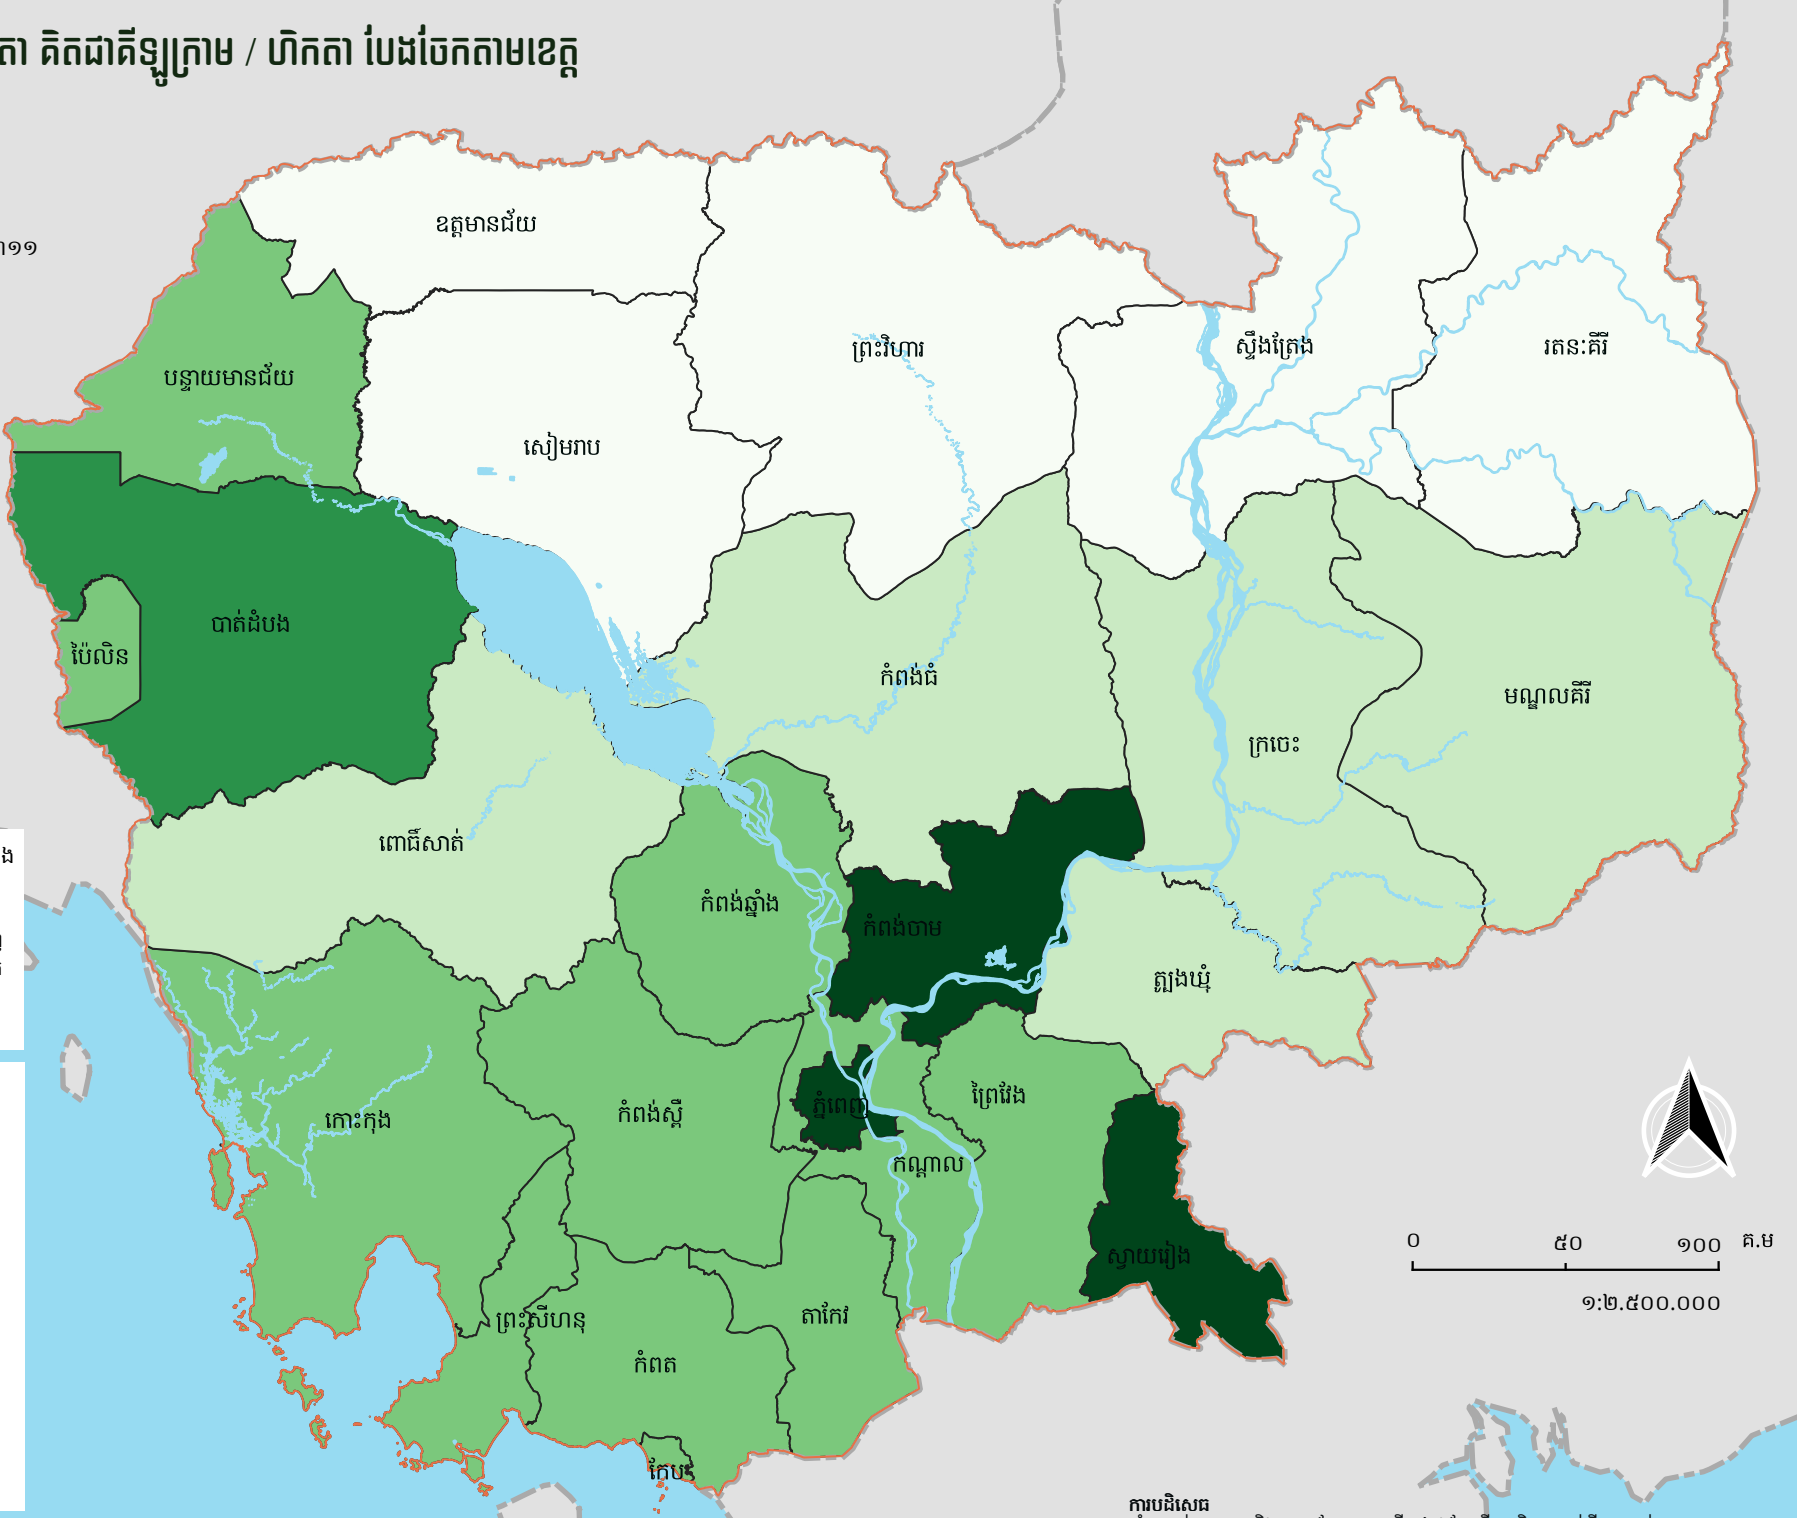 តា គិតជាគីឡូក្រាម / ហិកតា បែងចែកតាមខេត្ត
ឧត្តរមានជ័យ
ព្រះវិហារ
ស្ទឹងត្រែង
រតនៈគីរី
បន្ទាយមានជ័យ
សៀមរាប
បាត់ដំបង
ប៉ៃលិន
កំពង់ធំ
មណ្ឌលគីរី
ក្រចេះ
ពោធិ៍សាត់
កំពង់ឆ្នាំង
កំពង់ចាម
ត្បូងឃ្មុំ
កោះកុង
កំពង់ស្ពឺ
ភ្នំពេញ
ព្រៃវែង
កណ្តាល
ស្វាយរៀង
ព្រះសីហនុ
តាកែវ
កំពត
កែប
០ ៥០ ១០០ គ.ម
១:២.៥០០.០០០
ការបដិសេធ